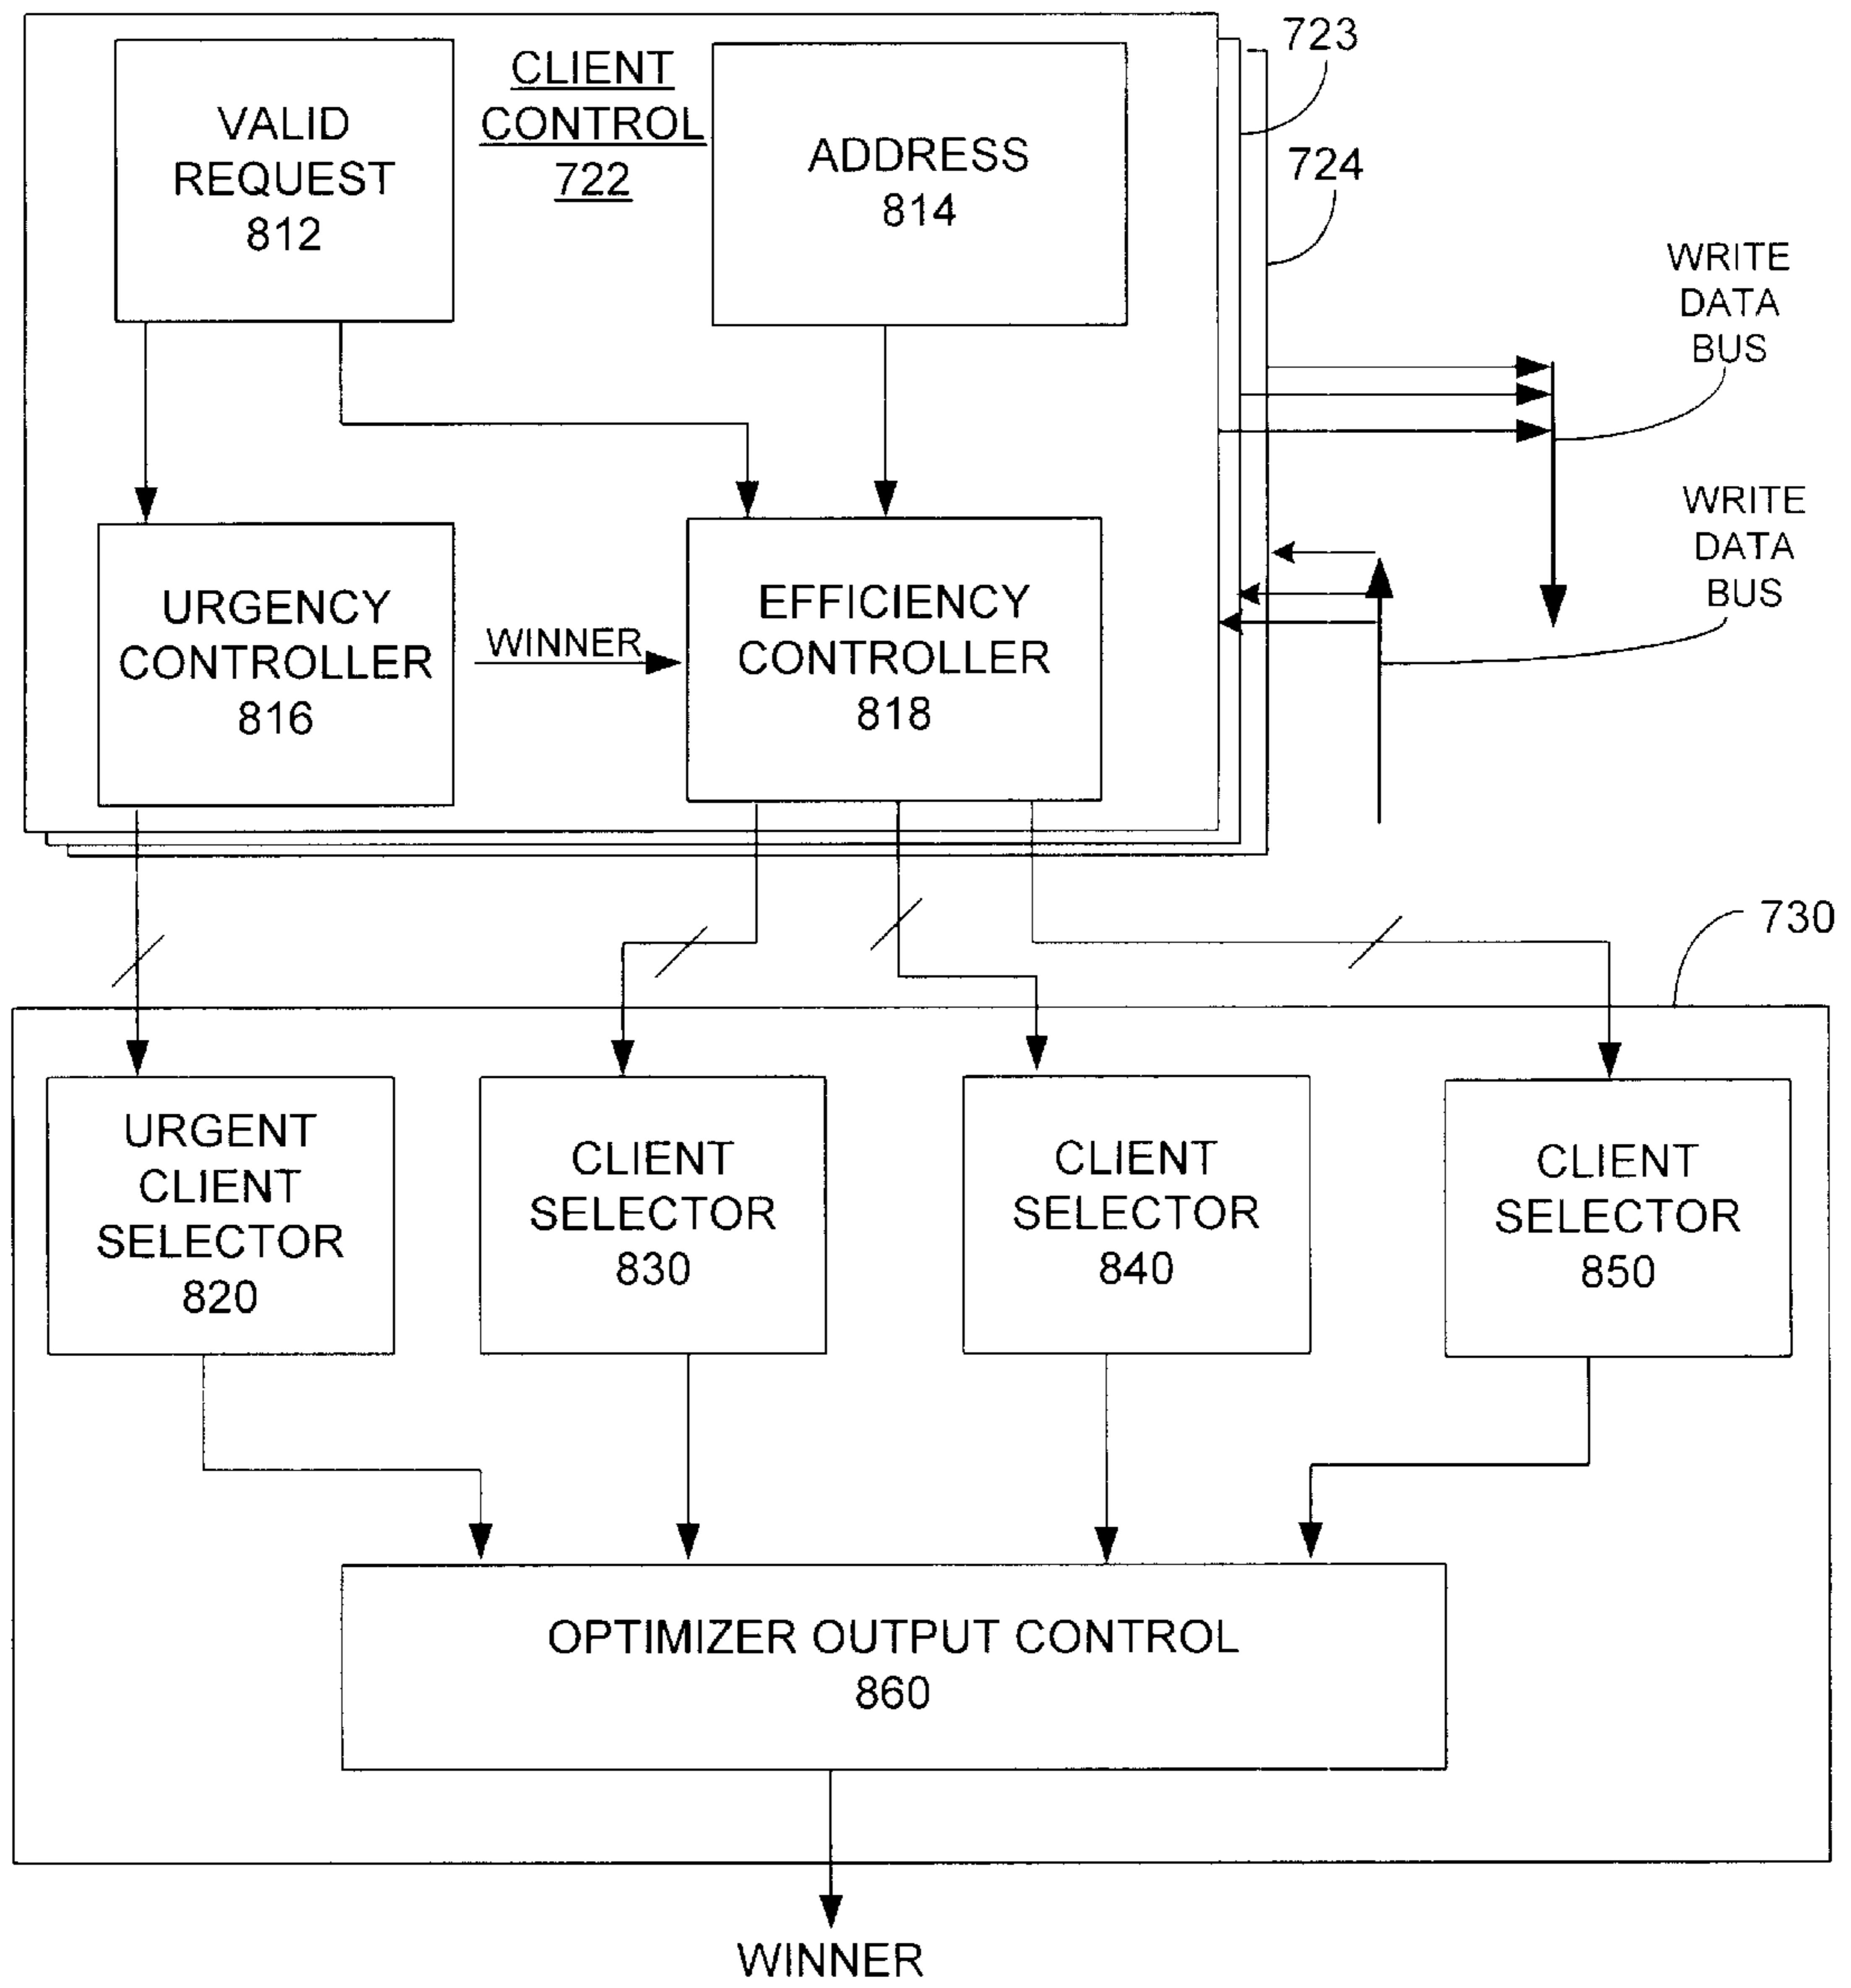 VALID
REQUEST
812
CLIENT
CONTROL
722
ADDRESS
814
723
724
WRITE
DATA
BUS
WRITE
DATA
BUS
URGENCY
CONTROLLER
816
WINNER
EFFICIENCY
CONTROLLER
818
730
URGENT
CLIENT
SELECTOR
820
CLIENT
SELECTOR
830
CLIENT
SELECTOR
840
CLIENT
SELECTOR
850
OPTIMIZER OUTPUT CONTROL
860
WINNER